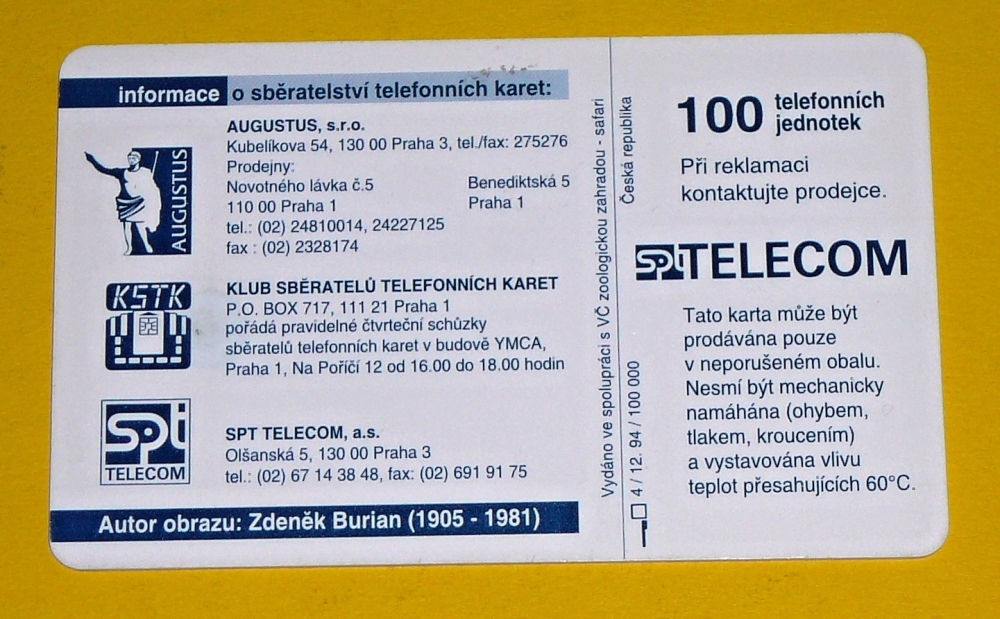 informace o sběratelství telefonních karet:
AUGUSTUS
AUGUSTUS, s.r.o.
Kubelíkova 54, 130 00 Praha 3, tel./fax: 275276
Prodejny:
Novotného lávka č.5 Benediktská 5
110 00 Praha 1 Praha 1
tel.: (02) 24810014, 24227125
fax : (02) 2328174
KSTK
KLUB SBĚRATELŮ TELEFONNÍCH KARET
P.O. BOX 717, 111 21 Praha 1
pořádá pravidelné čtvrteční schůzky
sběratelů telefonních karet v budově YMCA,
Praha 1, Na Poříčí 12 od 16.00 do 18.00 hodin
spt
TELECOM
SPT TELECOM, a.s.
Olšanská 5, 130 00 Praha 3
tel.: (02) 67 14 38 48, fax: (02) 691 91 75
Autor obrazu: Zdeněk Burian (1905 - 1981)
Vydáno ve spolupráci s VČ zoologickou zahradou - safari
4 / 12. 94 / 100 000
Česká republika
100 telefonních
jednotek
Při reklamaci
kontaktujte prodejce.
spt TELECOM
Tato karta může být
prodávána pouze
v neporušeném obalu.
Nesmí být mechanicky
namáhána (ohybem,
tlakem, kroucením)
a vystavována vlivu
teplot přesahujících 60°C.